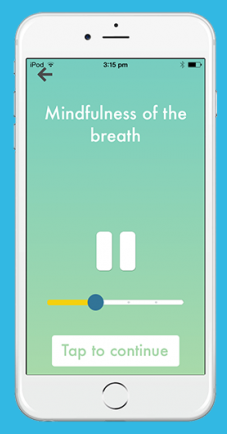 iPod 3:15 pm
Mindfulness of the
breath
Tap to continue